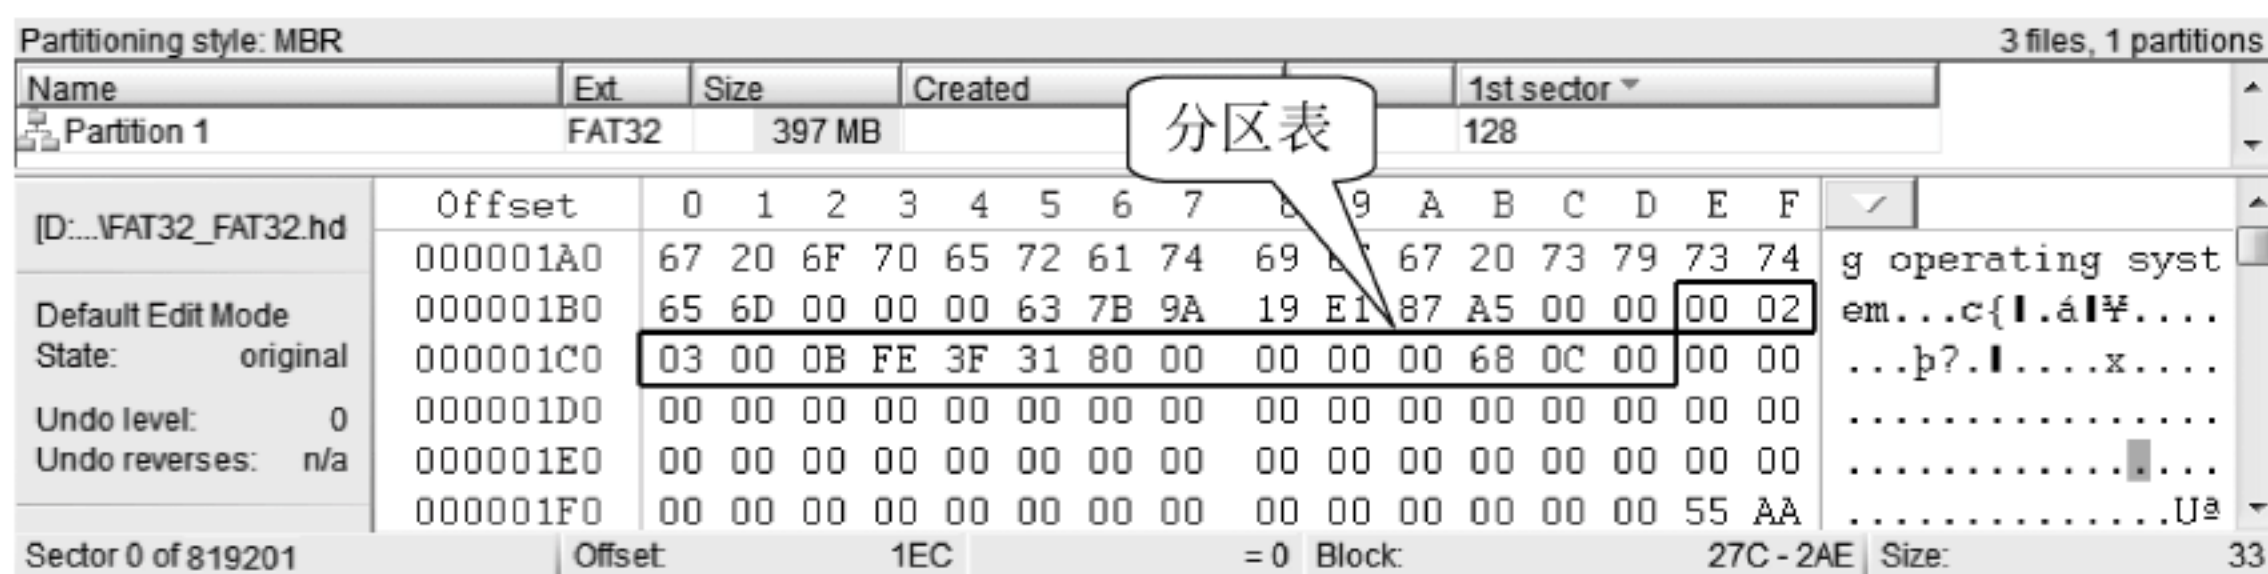 Partitioning style: MBR 3 files, 1 partitions
Name Ext. Size Created 1st sector
Partition 1 FAT32 397 MB 128
分区表
Offset 0 1 2 3 4 5 6 7 8 9 A B C D E F
[D:...\FAT32_FAT32.hd
000001A0 67 20 6F 70 65 72 61 74 69 67 20 73 79 73 74 g operating syst
Default Edit Mode
000001B0 65 6D 00 00 00 63 7B 9A 19 E1 87 A5 00 00 00 02 em...c{▌.á▌¥....
State: original
000001C0 03 00 0B FE 3F 31 80 00 00 00 00 68 0C 00 00 00 ...þ?.▌....x....
000001D0 00 00 00 00 00 00 00 00 00 00 00 00 00 00 00 00 ................
Undo level: 0
000001E0 00 00 00 00 00 00 00 00 00 00 00 00 00 00 00 00 ................
Undo reverses: n/a
000001F0 00 00 00 00 00 00 00 00 00 00 00 00 00 00 55 AA ..............Uª
Sector 0 of 819201 Offset: 1EC = 0 Block: 27C - 2AE Size: 33